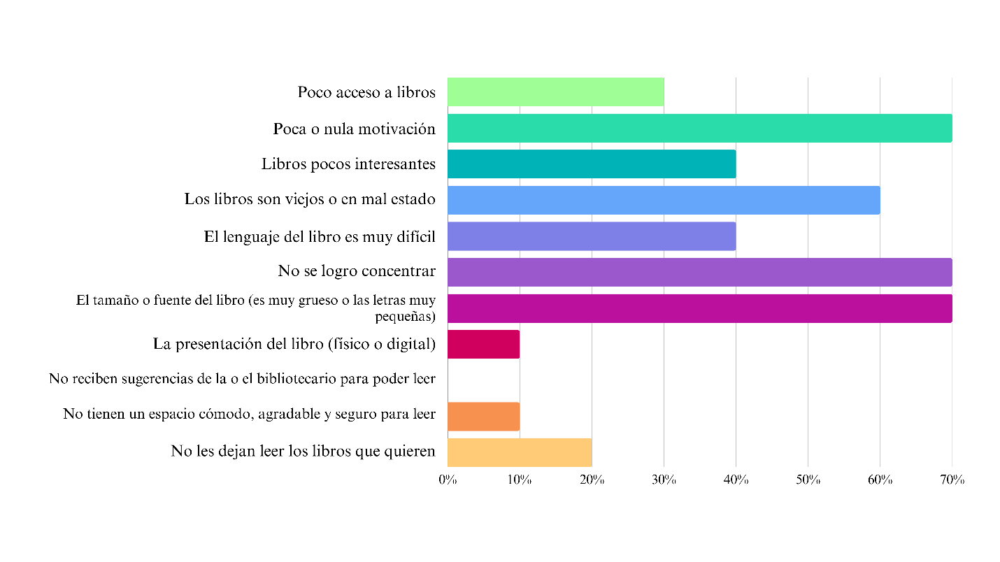 Poco acceso a libros
Poca o nula motivación
Libros pocos interesantes
Los libros son viejos o en mal estado
El lenguaje del libro es muy difícil
No se logro concentrar
El tamaño o fuente del libro (es muy grueso o las letras muy
pequeñas)
La presentación del libro (físico o digital)
No reciben sugerencias de la o el bibliotecario para poder leer
No tienen un espacio cómodo, agradable y seguro para leer
No les dejan leer los libros que quieren
0% 10% 20% 30% 40% 50% 60% 70%